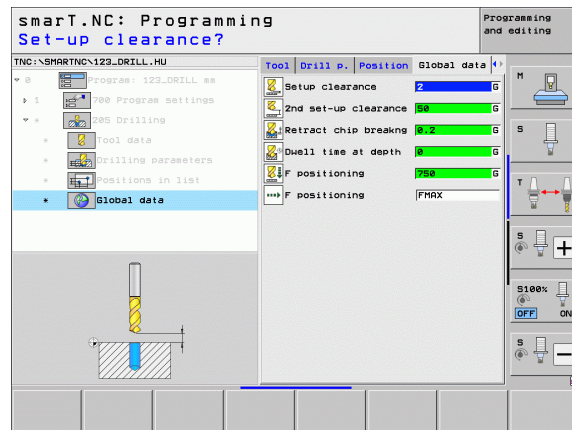 smarT.NC: Programming
Programming and editing
Set-up clearance?
TNC:\SMARTNC\123_DRILL.HU
Tool Drill p. Position Global data
0 Program: 123_DRILL mm
1 700 Program settings
205 Drilling
Tool data
Drilling parameters
Positions in list
Global data
Setup clearance 2 G
2nd set-up clearance 50 G
Retract chip breakng 0.2 G
Dwell time at depth 0 G
F positioning 750 G
F positioning FMAX
M
S
T
S
S100%
OFF ON
S